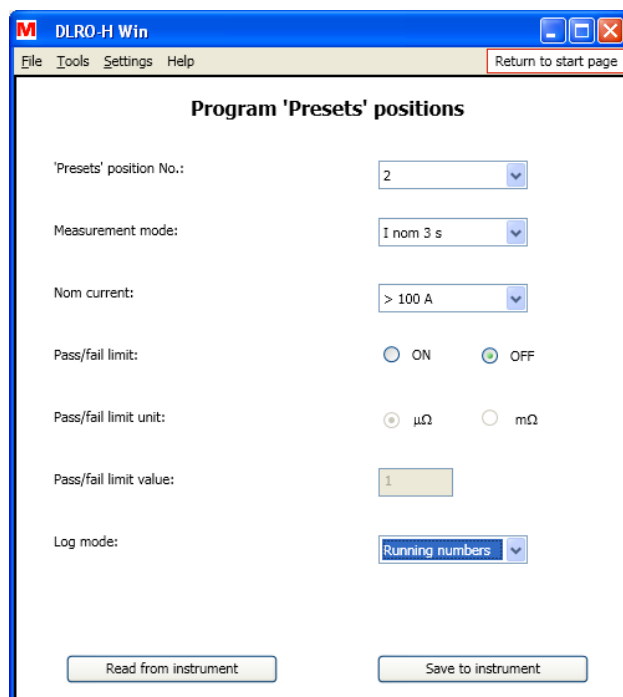 M DLRO-H Win
File Tools Settings Help Return to start page
Program 'Presets' positions
'Presets' position No.: 2
Measurement mode: I nom 3 s
Nom current: > 100 A
Pass/fail limit: ON OFF
Pass/fail limit unit: μΩ mΩ
Pass/fail limit value: 1
Log mode: Running numbers
Read from instrument Save to instrument